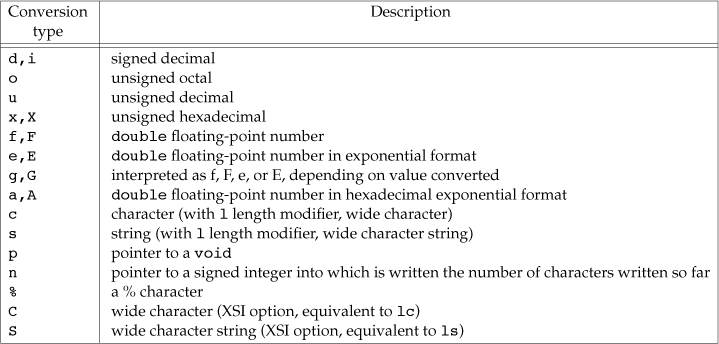 Conversion type Description
d,i signed decimal
o unsigned octal
u unsigned decimal
x,X unsigned hexadecimal
f,F double floating-point number
e,E double floating-point number in exponential format
g,G interpreted as f, F, e, or E, depending on value converted
a,A double floating-point number in hexadecimal exponential format
c character (with l length modifier, wide character)
s string (with l length modifier, wide character string)
p pointer to a void
n pointer to a signed integer into which is written the number of characters written so far
% a % character
C wide character (XSI option, equivalent to lc)
S wide character string (XSI option, equivalent to ls)